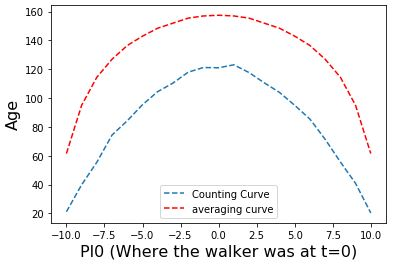 160
140
120
100
80
60
40
20
Age
Counting Curve
averaging curve
−10.0 −7.5 −5.0 −2.5 0.0 2.5 5.0 7.5 10.0
PI0 (Where the walker was at t=0)